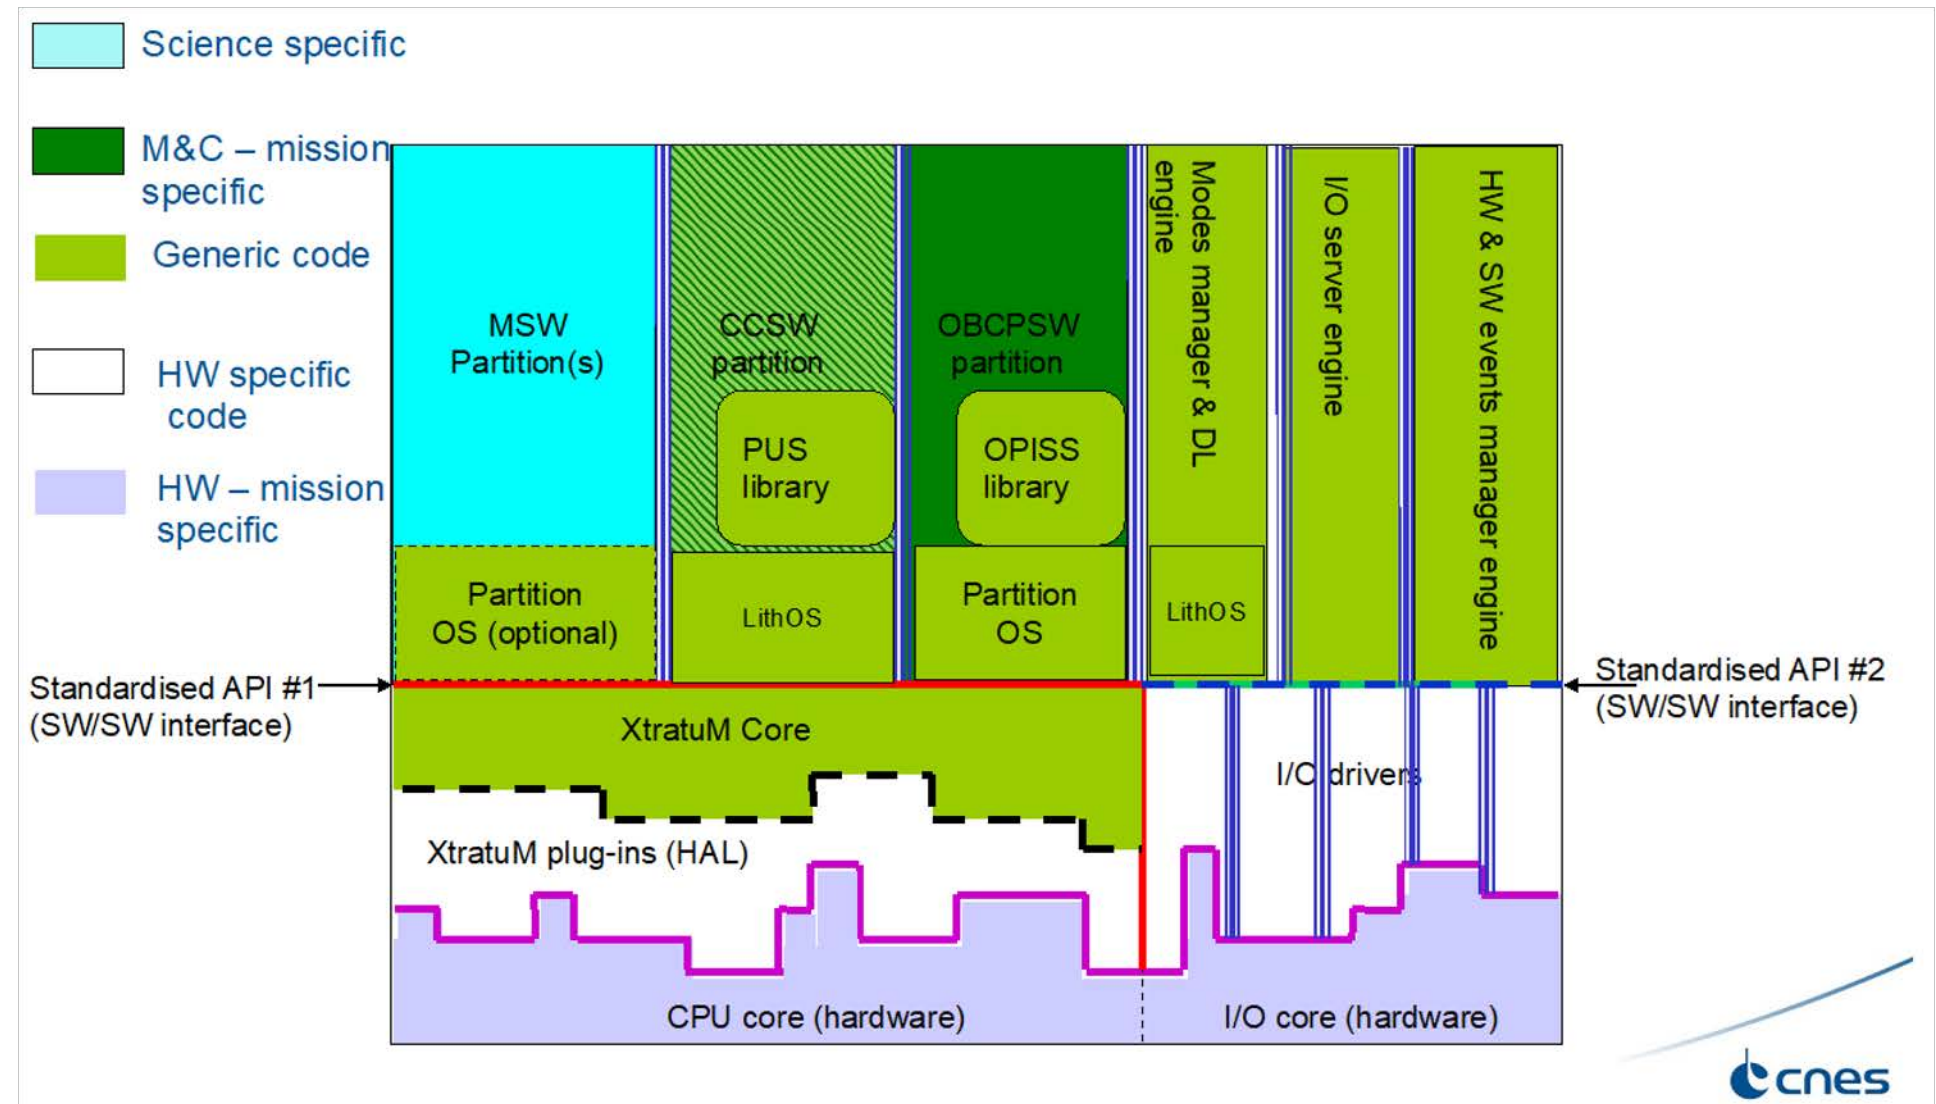 Science specific
M&C – mission
specific
Generic code
HW specific
code
HW – mission
specific
MSW
Partition(s)
CCSW
partition
OBCPSW
partition
PUS
library
OPISS
library
Modes manager & DL
engine
I/O server engine
HW & SW events manager engine
Partition
OS (optional)
LithOS
Partition
OS
LithOS
Standardised API #1
(SW/SW interface)
Standardised API #2
(SW/SW interface)
XtratuM Core
I/O drivers
XtratuM plug-ins (HAL)
CPU core (hardware)
I/O core (hardware)
cnes